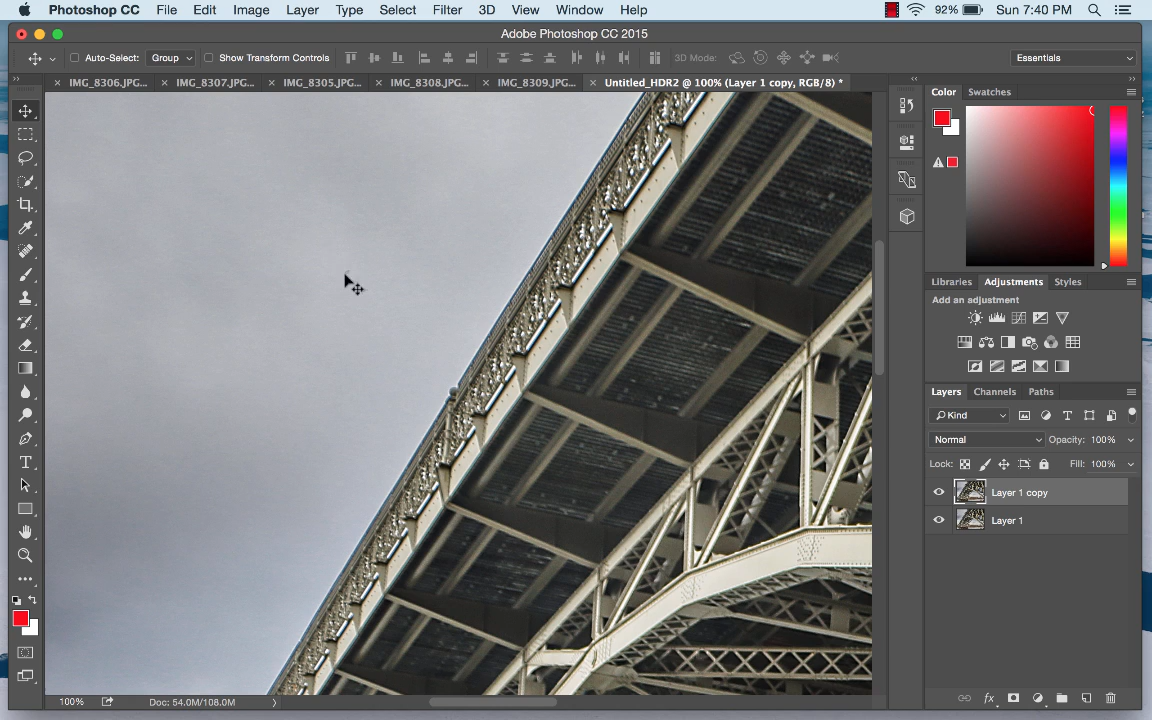 Photoshop CC File Edit Image Layer Type Select Filter 3D View Window Help 92% Sun 7:40 PM
Adobe Photoshop CC 2015
Auto-Select: Group Show Transform Controls 3D Mode: Essentials
IMG_8306.JPG... IMG_8307.JPG... IMG_8305.JPG... IMG_8308.JPG... IMG_8309.JPG... Untitled_HDR2 @ 100% (Layer 1 copy, RGB/8) *
Color Swatches
Libraries Adjustments Styles
Add an adjustment
Layers Channels Paths
Kind
Normal Opacity: 100%
Lock: Fill: 100%
Layer 1 copy
Layer 1
100% Doc: 54.0M/108.0M